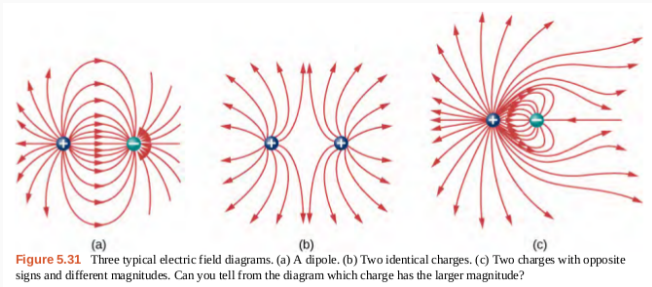 +
−
+
+
+
−
(a)
(b)
(c)
Figure 5.31 Three typical electric field diagrams. (a) A dipole. (b) Two identical charges. (c) Two charges with opposite
signs and different magnitudes. Can you tell from the diagram which charge has the larger magnitude?